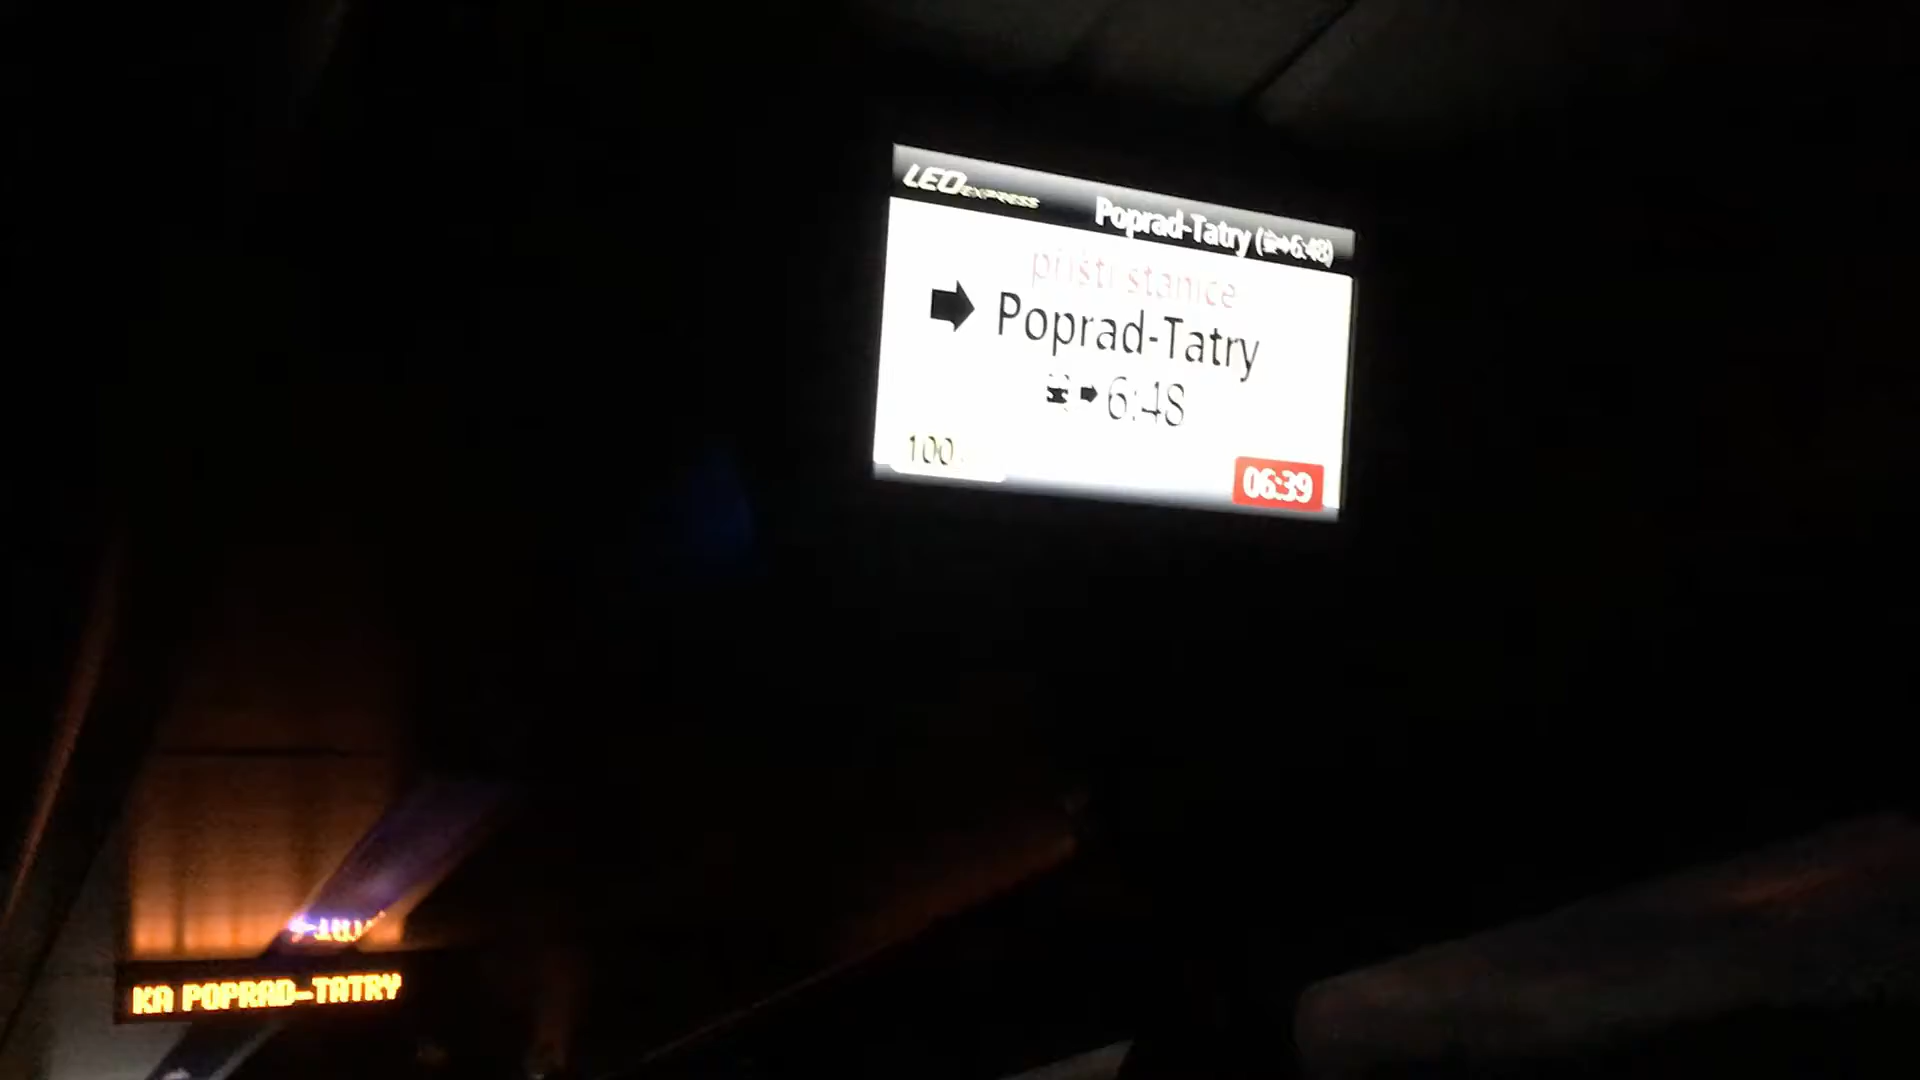 LEO EXPRESS
Poprad-Tatry (→6:48)
příští stanice
Poprad-Tatry
→6:48
100
06:39
KA POPRAD-TATRY